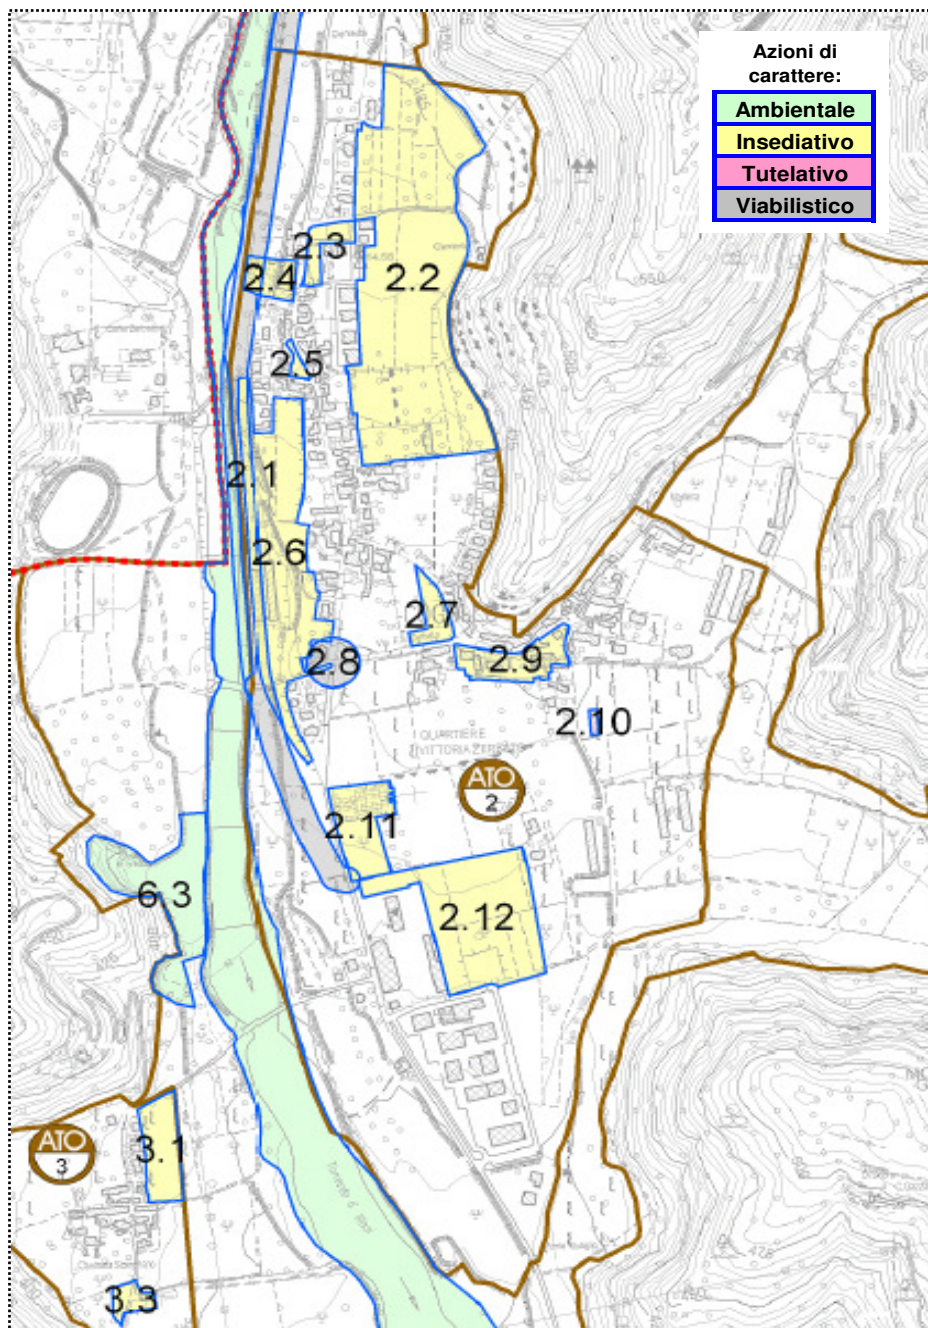 Azioni di
carattere:
Ambientale
Insediativo
Tutelativo
Viabilistico
2.3
2.4
2.2
550
2.5
2.1
2.6
2.7
2.8
2.9
2.10
QUARTIERE
ATO
2
2.11
6.3
2.12
ATO
3
3.1
478
3.3